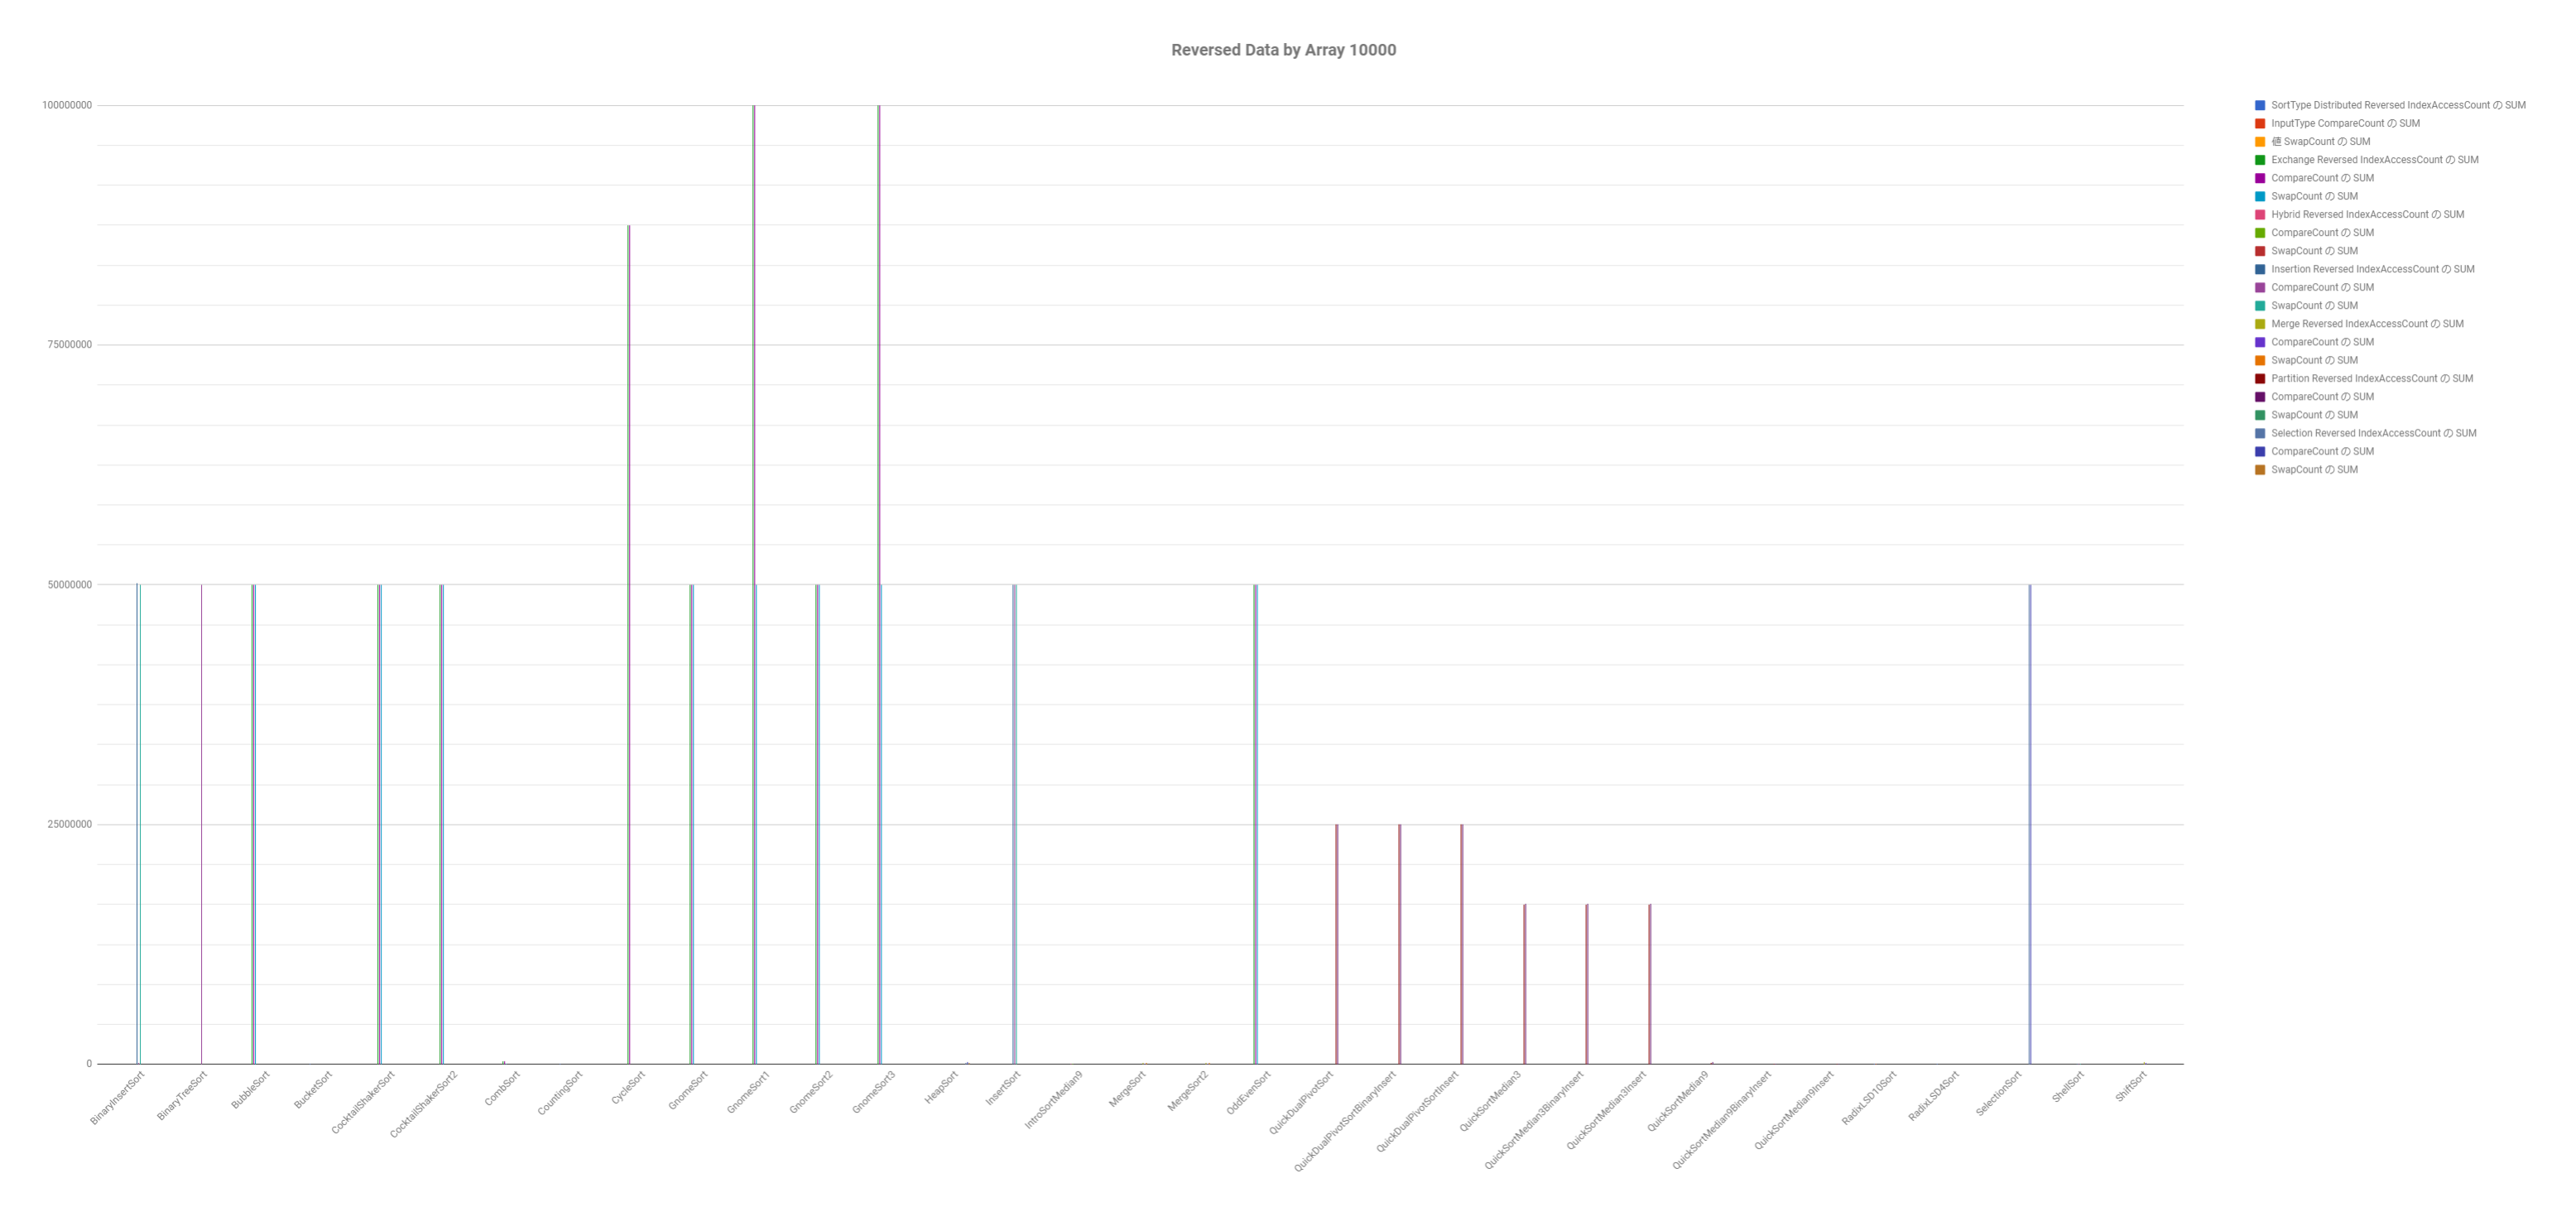 Reversed Data by Array 10000
100000000
75000000
50000000
25000000
0
BinaryInsertSort
BinaryTreeSort
BubbleSort
BucketSort
CocktailShakerSort
CocktailShakerSort2
CombSort
CountingSort
CycleSort
GnomeSort
GnomeSort1
GnomeSort2
GnomeSort3
HeapSort
InsertSort
IntroSortMedian9
MergeSort
MergeSort2
OddEvenSort
QuickDualPivotSort
QuickDualPivotSortBinaryInsert
QuickDualPivotSortInsert
QuickSortMedian3
QuickSortMedian3BinaryInsert
QuickSortMedian3Insert
QuickSortMedian9
QuickSortMedian9BinaryInsert
QuickSortMedian9Insert
RadixLSD10Sort
RadixLSD4Sort
SelectionSort
ShellSort
ShiftSort
SortType Distributed Reversed IndexAccessCount の SUM
InputType CompareCount の SUM
値 SwapCount の SUM
Exchange Reversed IndexAccessCount の SUM
CompareCount の SUM
SwapCount の SUM
Hybrid Reversed IndexAccessCount の SUM
CompareCount の SUM
SwapCount の SUM
Insertion Reversed IndexAccessCount の SUM
CompareCount の SUM
SwapCount の SUM
Merge Reversed IndexAccessCount の SUM
CompareCount の SUM
SwapCount の SUM
Partition Reversed IndexAccessCount の SUM
CompareCount の SUM
SwapCount の SUM
Selection Reversed IndexAccessCount の SUM
CompareCount の SUM
SwapCount の SUM